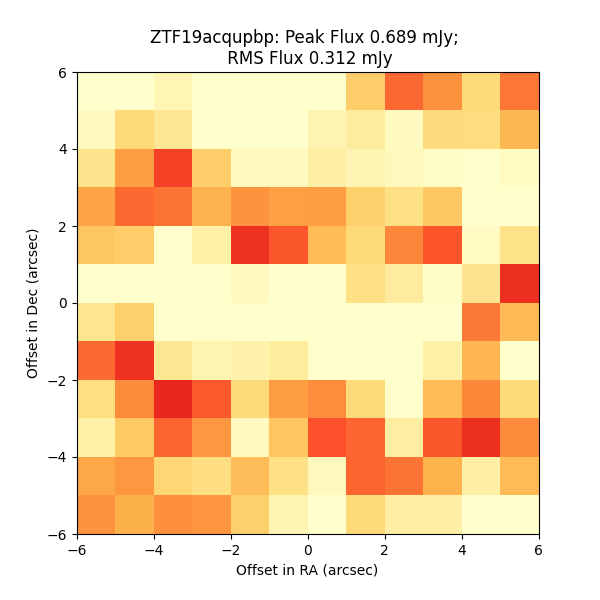 ZTF19acqupbp: Peak Flux 0.689 mJy;
RMS Flux 0.312 mJy
6
4
2
0
−2
−4
−6
Offset in Dec (arcsec)
−6 −4 −2 0 2 4 6
Offset in RA (arcsec)